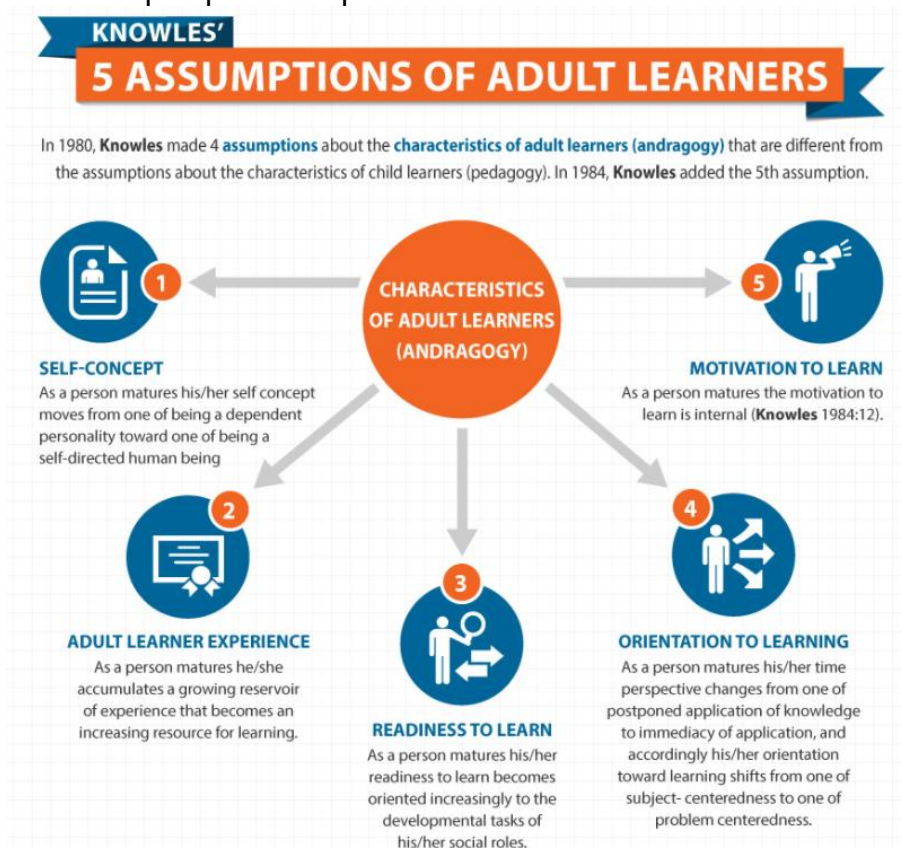 KNOWLES'
5 ASSUMPTIONS OF ADULT LEARNERS
In 1980, Knowles made 4 assumptions about the characteristics of adult learners (andragogy) that are different from
the assumptions about the characteristics of child learners (pedagogy). In 1984, Knowles added the 5th assumption.
CHARACTERISTICS
OF ADULT LEARNERS
(ANDRAGOGY)
1
SELF-CONCEPT
As a person matures his/her self concept
moves from one of being a dependent
personality toward one of being a
self-directed human being
2
ADULT LEARNER EXPERIENCE
As a person matures he/she
accumulates a growing reservoir
of experience that becomes an
increasing resource for learning.
3
READINESS TO LEARN
As a person matures his/her
readiness to learn becomes
oriented increasingly to the
developmental tasks of
his/her social roles.
4
ORIENTATION TO LEARNING
As a person matures his/her time
perspective changes from one of
postponed application of knowledge
to immediacy of application, and
accordingly his/her orientation
toward learning shifts from one of
subject- centeredness to one of
problem centeredness.
5
MOTIVATION TO LEARN
As a person matures the motivation to
learn is internal (Knowles 1984:12).